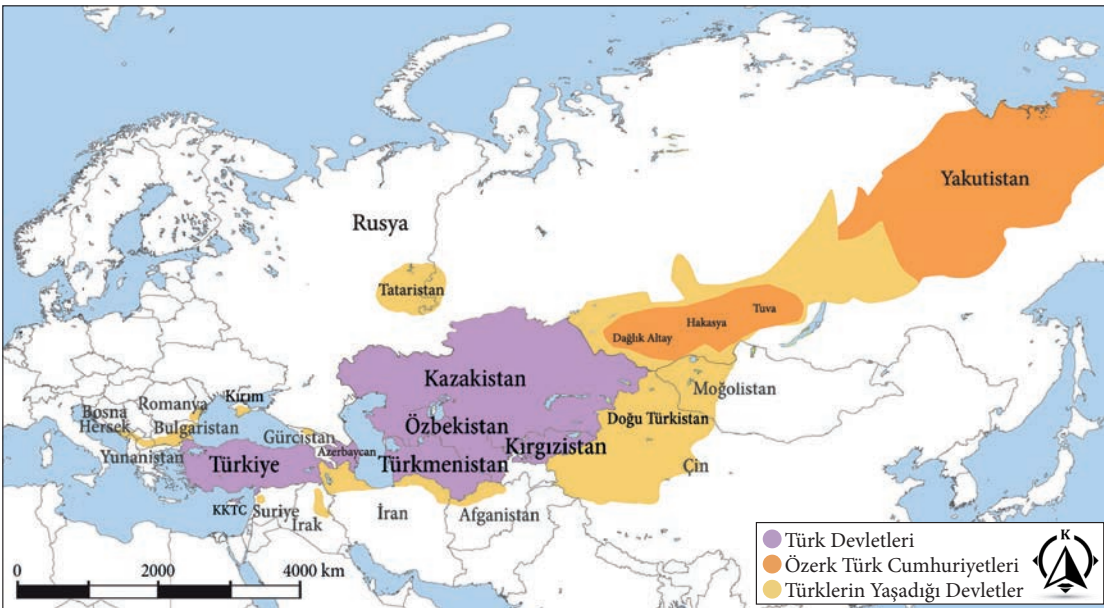 Yakutistan
Rusya
Tataristan
Tuva
Hakasya
Dağlık Altay
Kazakistan
Moğolistan
Kırım
Romanya
Bosna
Hersek
Bulgaristan
Doğu Türkistan
Özbekistan
Gürcistan
Kırgızistan
Azerbaycan
Yunanistan
Türkiye
Türkmenistan
Çin
KKTC
Suriye
Irak
İran
Afganistan
0 2000 4000 km
K
Türk Devletleri
Özerk Türk Cumhuriyetleri
Türklerin Yaşadığı Devletler